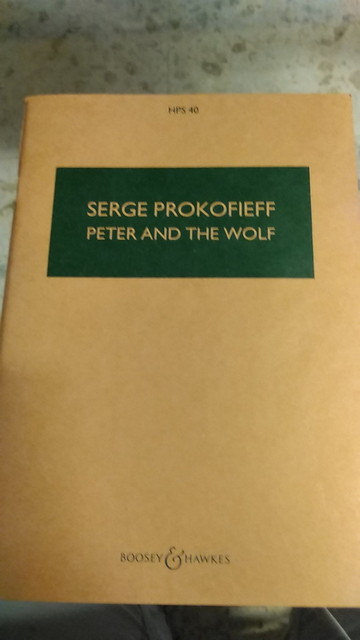 HPS 40
SERGE PROKOFIEFF
PETER AND THE WOLF
BOOSEY & HAWKES